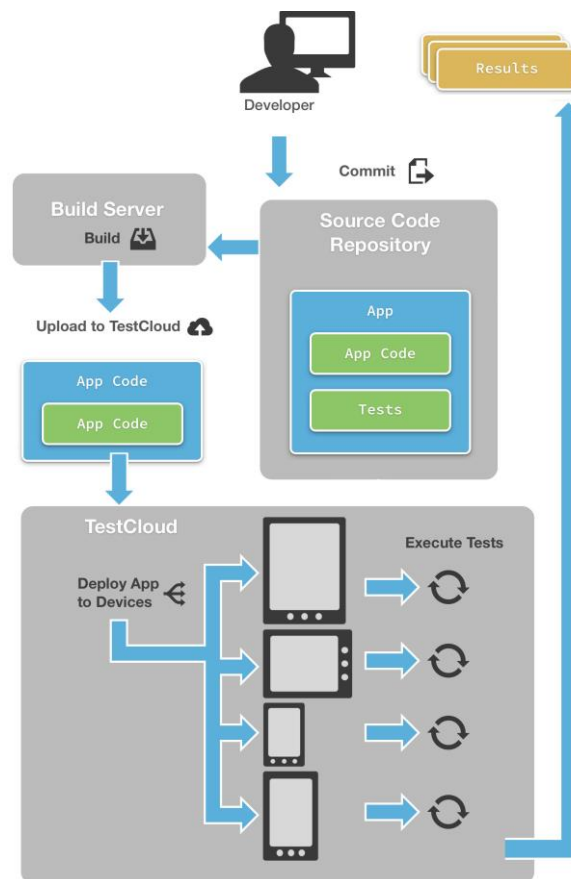 Developer
Results
Commit
Build Server
Build
Source Code
Repository
App
App Code
Tests
Upload to TestCloud
App Code
App Code
TestCloud
Deploy App
to Devices
Execute Tests